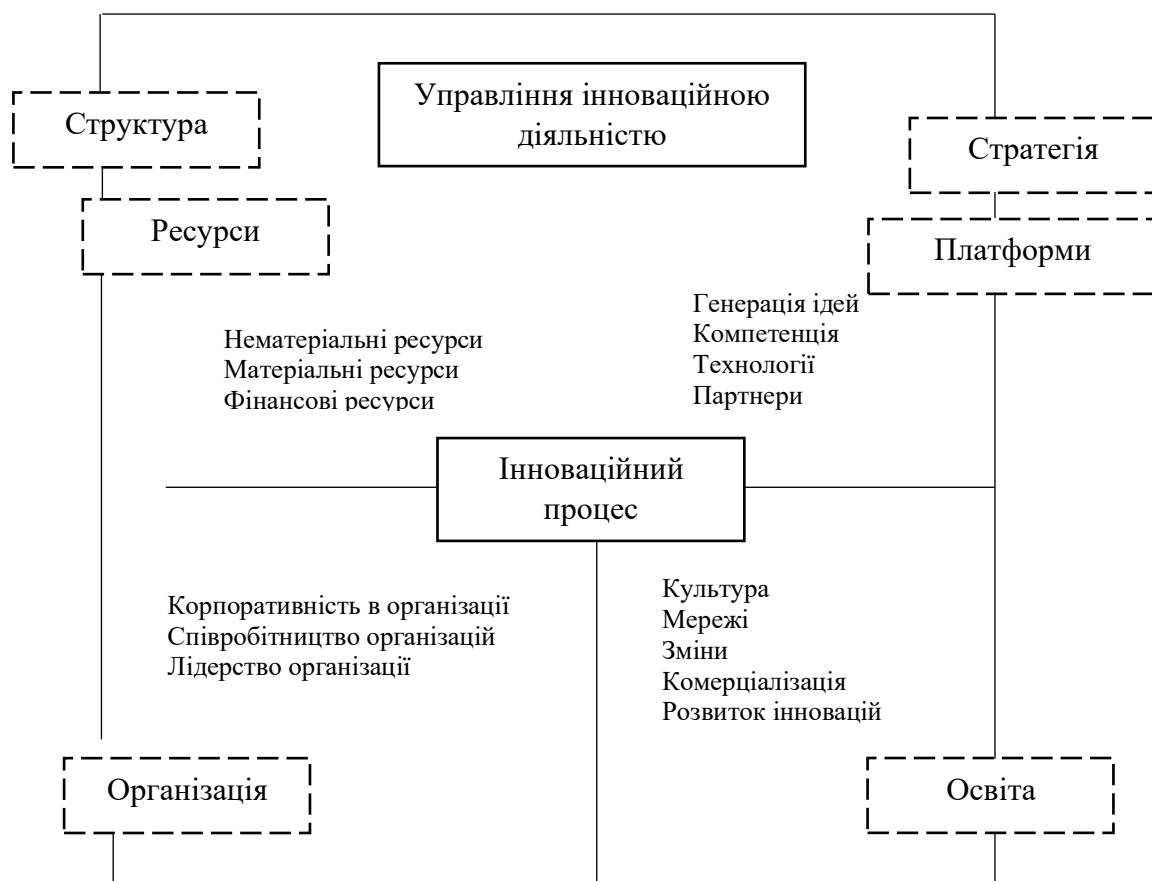 Управління інноваційною
діяльністю
Структура
Стратегія
Ресурси
Платформи
Нематеріальні ресурси
Матеріальні ресурси
Фінансові ресурси
Генерація ідей
Компетенція
Технології
Партнери
Інноваційний
процес
Корпоративність в організації
Співробітництво організацій
Лідерство організації
Культура
Мережі
Зміни
Комерціалізація
Розвиток інновацій
Організація
Освіта